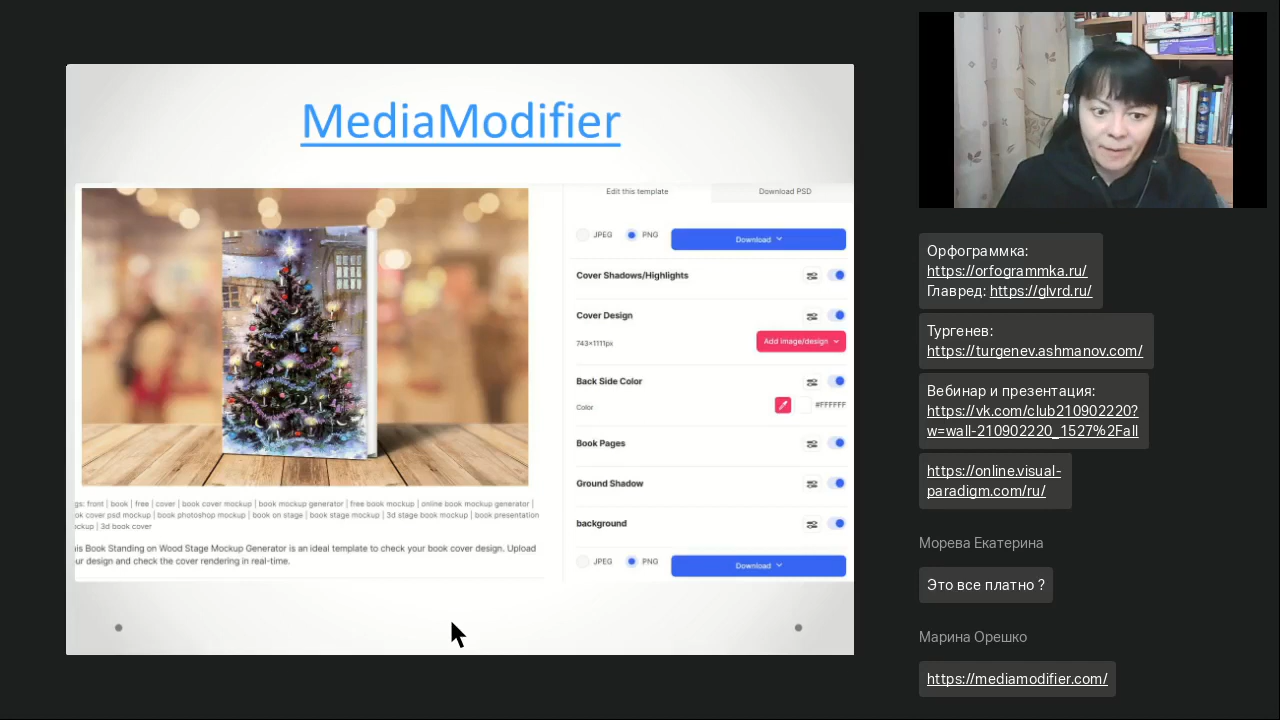 MediaModifier
Edit this template
Download PSD
JPEG
PNG
Download
Cover Shadows/Highlights
Cover Design
743×1111px
Add image/design
Back Side Color
Color
#FFFFFF
Book Pages
Ground Shadow
background
JPEG
PNG
Download
gs: front | book | free | cover | book cover mockup | book mockup generator | free book mockup | online book mockup generator |
ok cover psd mockup | book photoshop mockup | book on stage | book stage mockup | 3d stage book mockup | book presentation
ockup | 3d book cover
is Book Standing on Wood Stage Mockup Generator is an ideal template to check your book cover design. Upload
ur design and check the cover rendering in real-time.
Орфограммка:
https://orfogrammka.ru/
Главред: https://glvrd.ru/
Тургенев:
https://turgenev.ashmanov.com/
Вебинар и презентация:
https://vk.com/club210902220?
w=wall-210902220_1527%2Fall
https://online.visual-
paradigm.com/ru/
Морева Екатерина
Это все платно ?
Марина Орешко
https://mediamodifier.com/